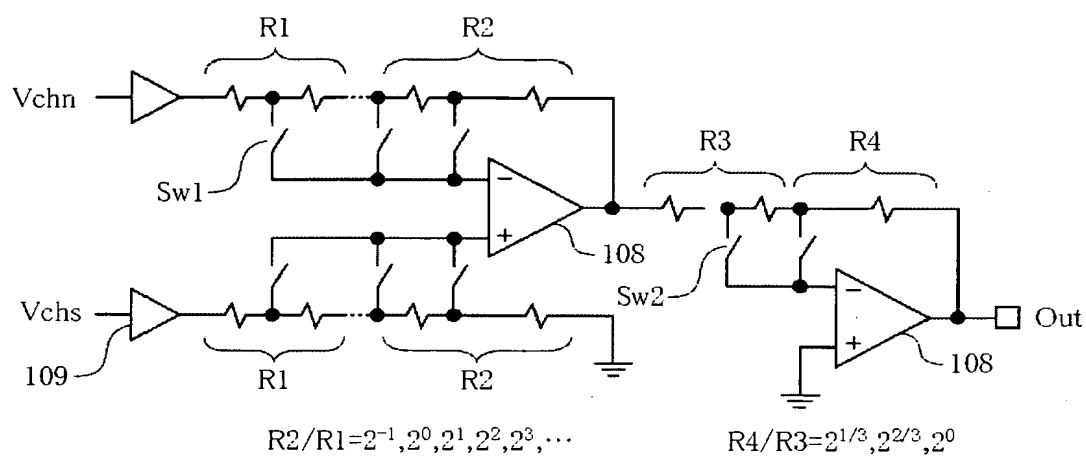 R1 R2
Vchn
Sw1
R3 R4
−
+
108
Sw2
Vchs
109
R1 R2
−
+
108
Out
R2/R1=2⁻¹,2⁰,2¹,2²,2³,⋯ R4/R3=2^{1/3},2^{2/3},2⁰